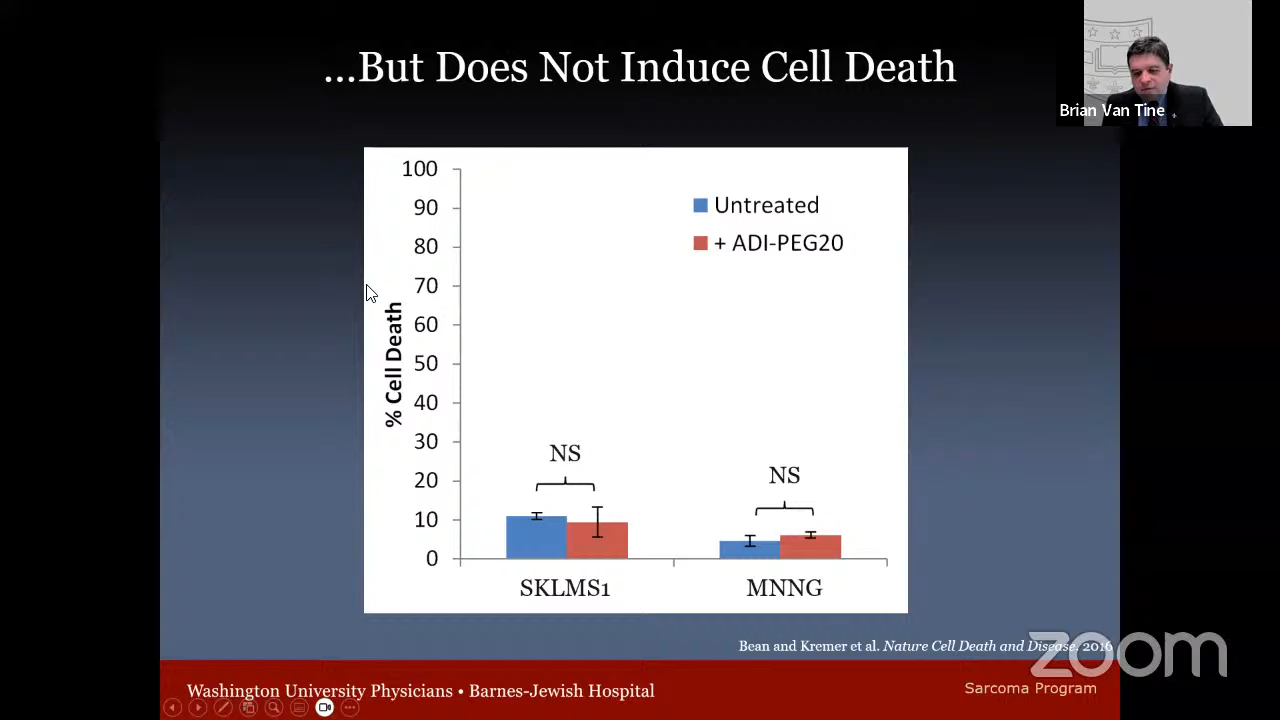 ...But Does Not Induce Cell Death
Brian Van Tine
100
90
80
70
60
50
40
30
20
10
0
% Cell Death
Untreated
+ ADI-PEG20
NS
NS
SKLMS1
MNNG
Bean and Kremer et al. Nature Cell Death and Disease. 2016
zoom
Washington University Physicians • Barnes-Jewish Hospital
Sarcoma Program